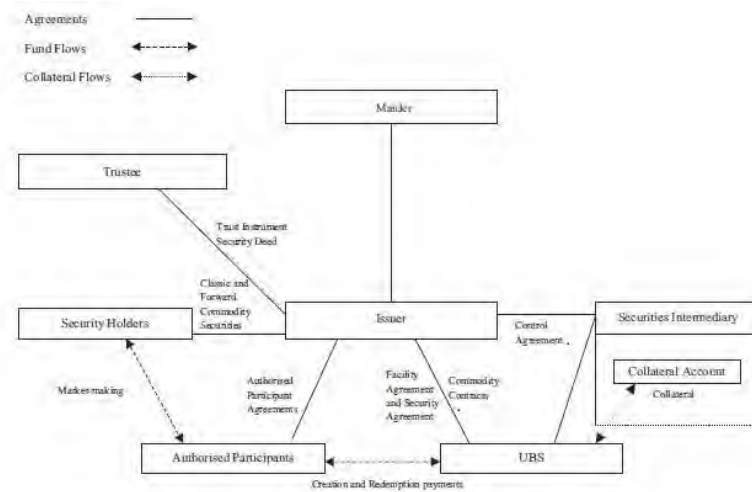 Agreements
Fund Flows
Collateral Flows
Trustee
Trust Instrument
Security Deed
Classic and
Forward
Commodity
Securities
Security Holders
Issuer
Control
Agreement
Securities Intermediary
Collateral Account
Collateral
Market-making
Authorised
Participant
Agreements
Facility
Agreement
and Security
Agreement
Commodity
Contracts
Authorised Participants
UBS
Creation and Redemption payments